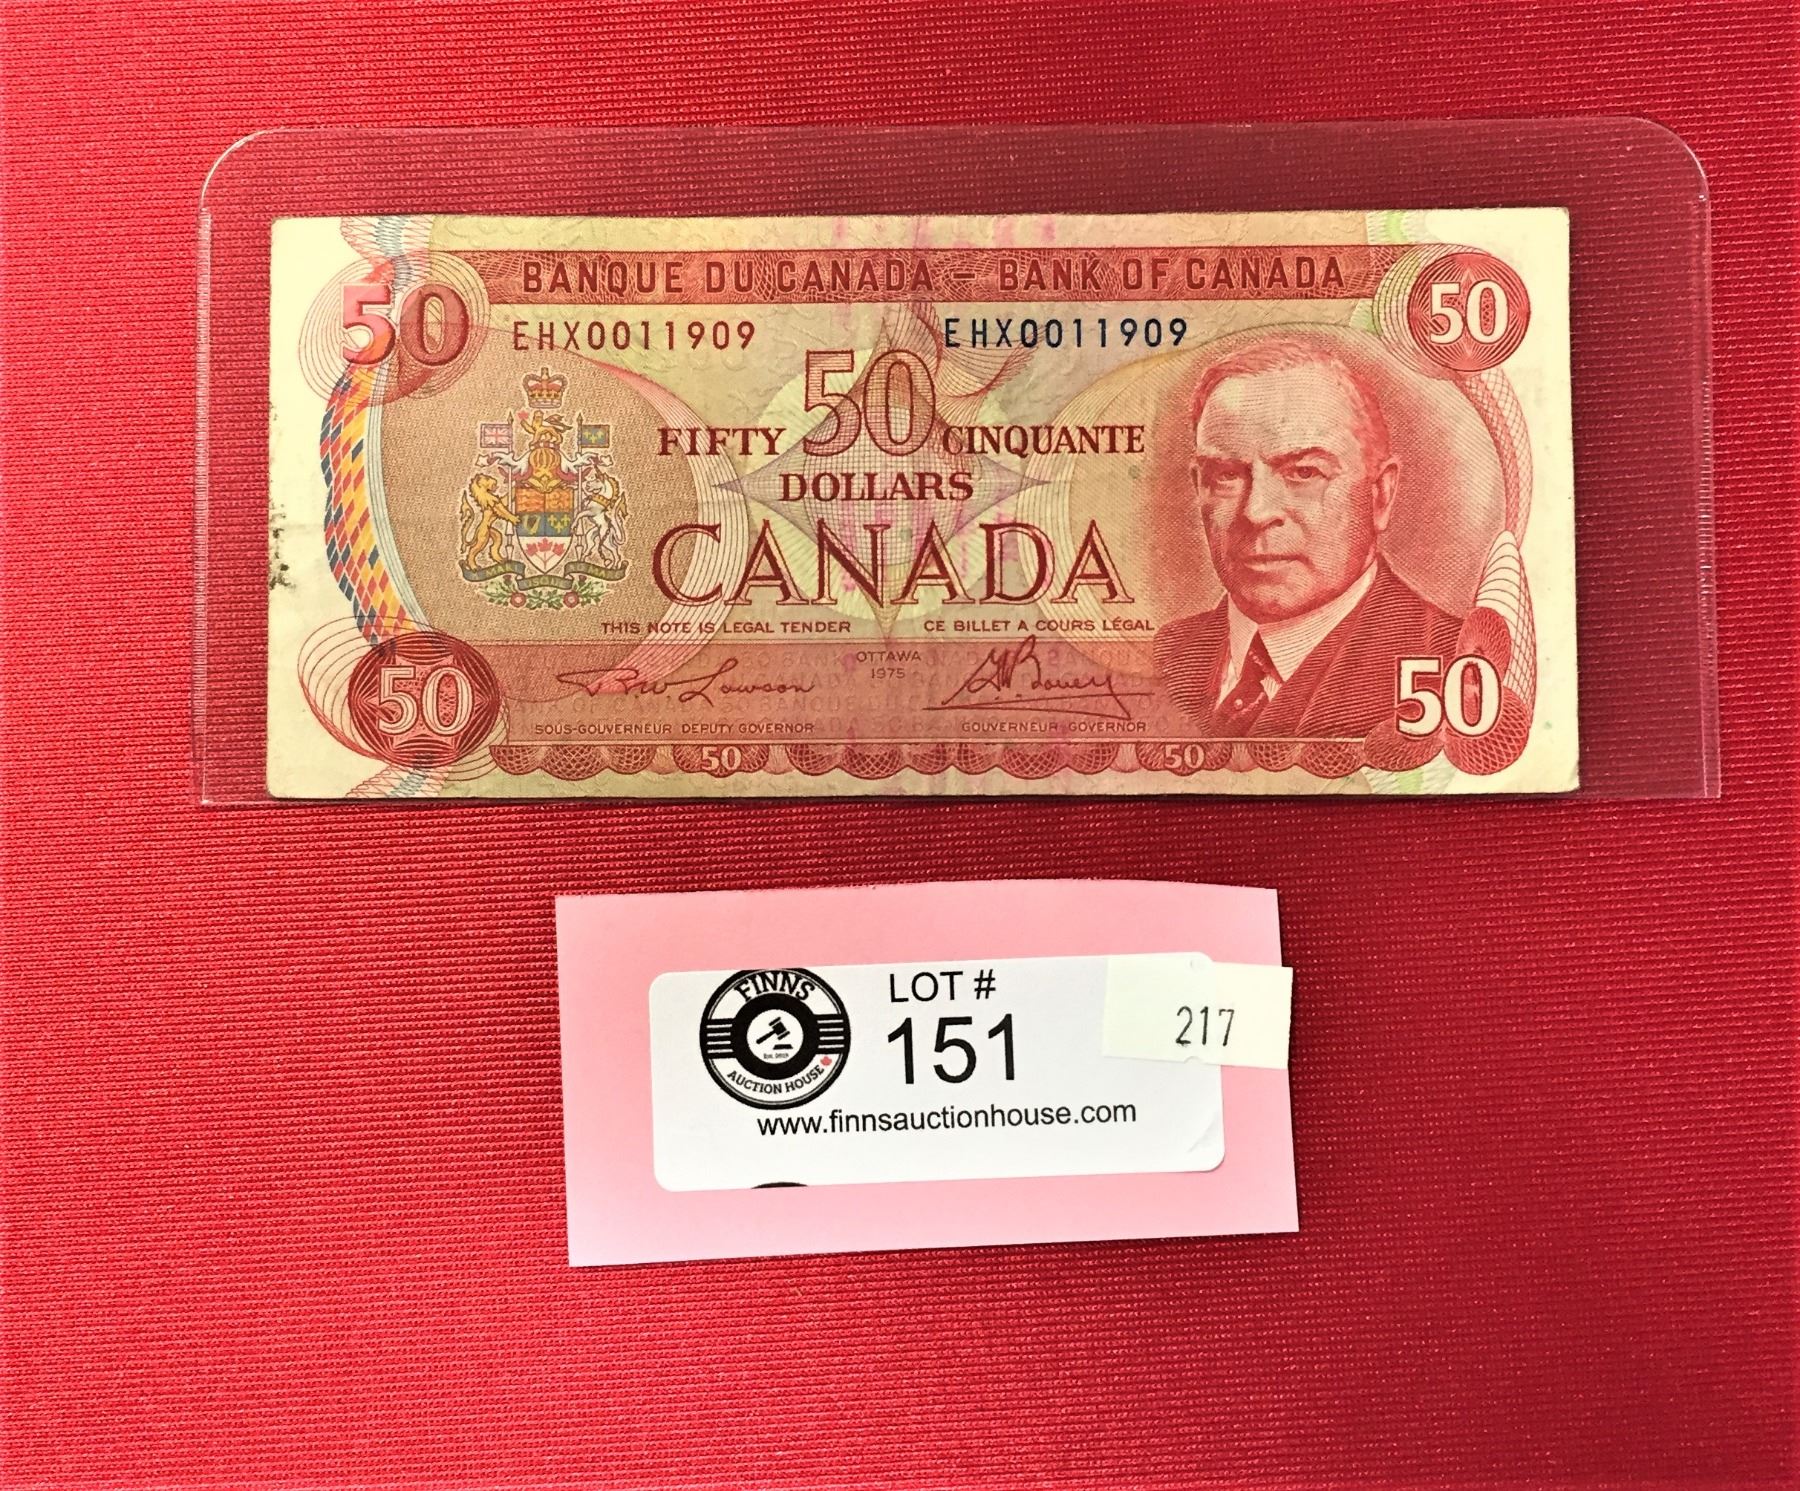 BANQUE DU CANADA – BANK OF CANADA
50
50
EHX0011909
EHX0011909
50
FIFTY
CINQUANTE
DOLLARS
CANADA
THIS NOTE IS LEGAL TENDER
CE BILLET A COURS LÉGAL
OTTAWA
1975
50
50
SOUS-GOUVERNEUR DEPUTY GOVERNOR
GOUVERNEUR-GOVERNOR
50
50
FINNS
AUCTION HOUSE
LOT #
151
217
www.finnsauctionhouse.com